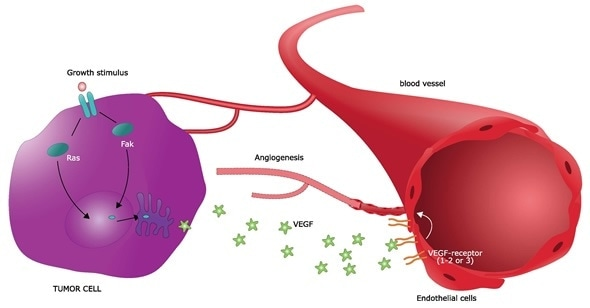 Growth stimulus
blood vessel
Fak
Ras
Angiogenesis
VEGF
VEGF-receptor
(1-2 or 3)
TUMOR CELL
Endothelial cells